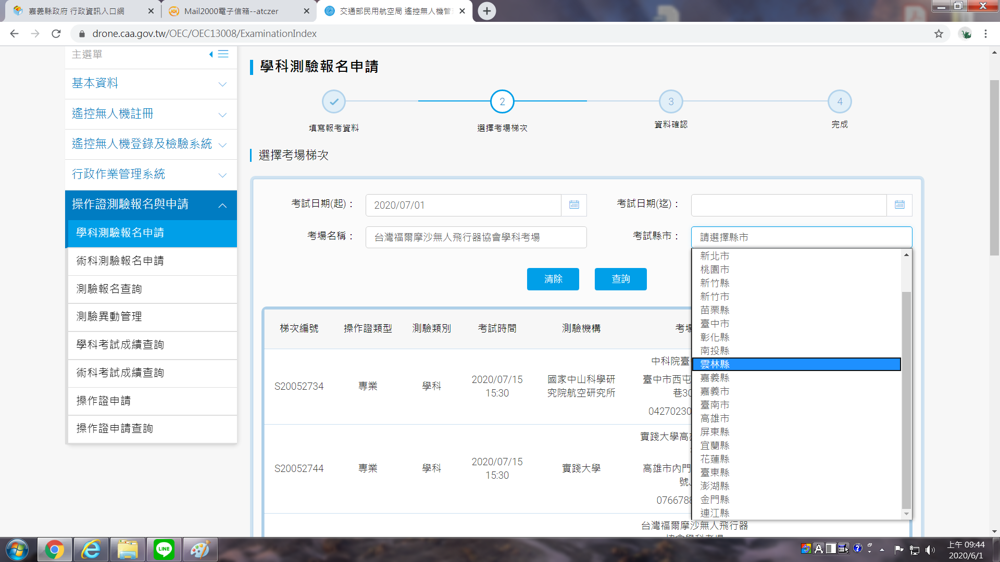 嘉義縣政府 行政資訊入口網
Mail2000電子信箱--atczer
交通部民用航空局 遙控無人機管
drone.caa.gov.tw/OEC/OEC13008/ExaminationIndex
主選單
基本資料
遙控無人機註冊
遙控無人機登錄及檢驗系統
行政作業管理系統
操作證測驗報名與申請
學科測驗報名申請
術科測驗報名申請
測驗報名查詢
測驗異動管理
學科考試成績查詢
術科考試成績查詢
操作證申請
操作證申請查詢
學科測驗報名申請
2
3
4
填寫報考資料
選擇考場梯次
資料確認
完成
選擇考場梯次
考試日期(起)：
2020/07/01
考試日期(迄)：
考場名稱：
台灣福爾摩沙無人飛行器協會學科考場
考試縣市：
請選擇縣市
清除
查詢
新北市
桃園市
新竹縣
新竹市
苗栗縣
臺中市
彰化縣
南投縣
雲林縣
嘉義縣
嘉義市
臺南市
高雄市
屏東縣
宜蘭縣
花蓮縣
臺東縣
澎湖縣
金門縣
連江縣
梯次編號 操作證類型 測驗類別 考試時間 測驗機構 考場
S20052734 專業 學科
2020/07/15
15:30
國家中山科學研
究院航空研究所
中科院臺
臺中市西屯
巷30
04270230
S20052744 專業 學科
2020/07/15
15:30
實踐大學
實踐大學高
高雄市內門
號
076678
台灣福爾摩沙無人飛行器
協會學科考場
LINE
A
上午 09:44
2020/6/1